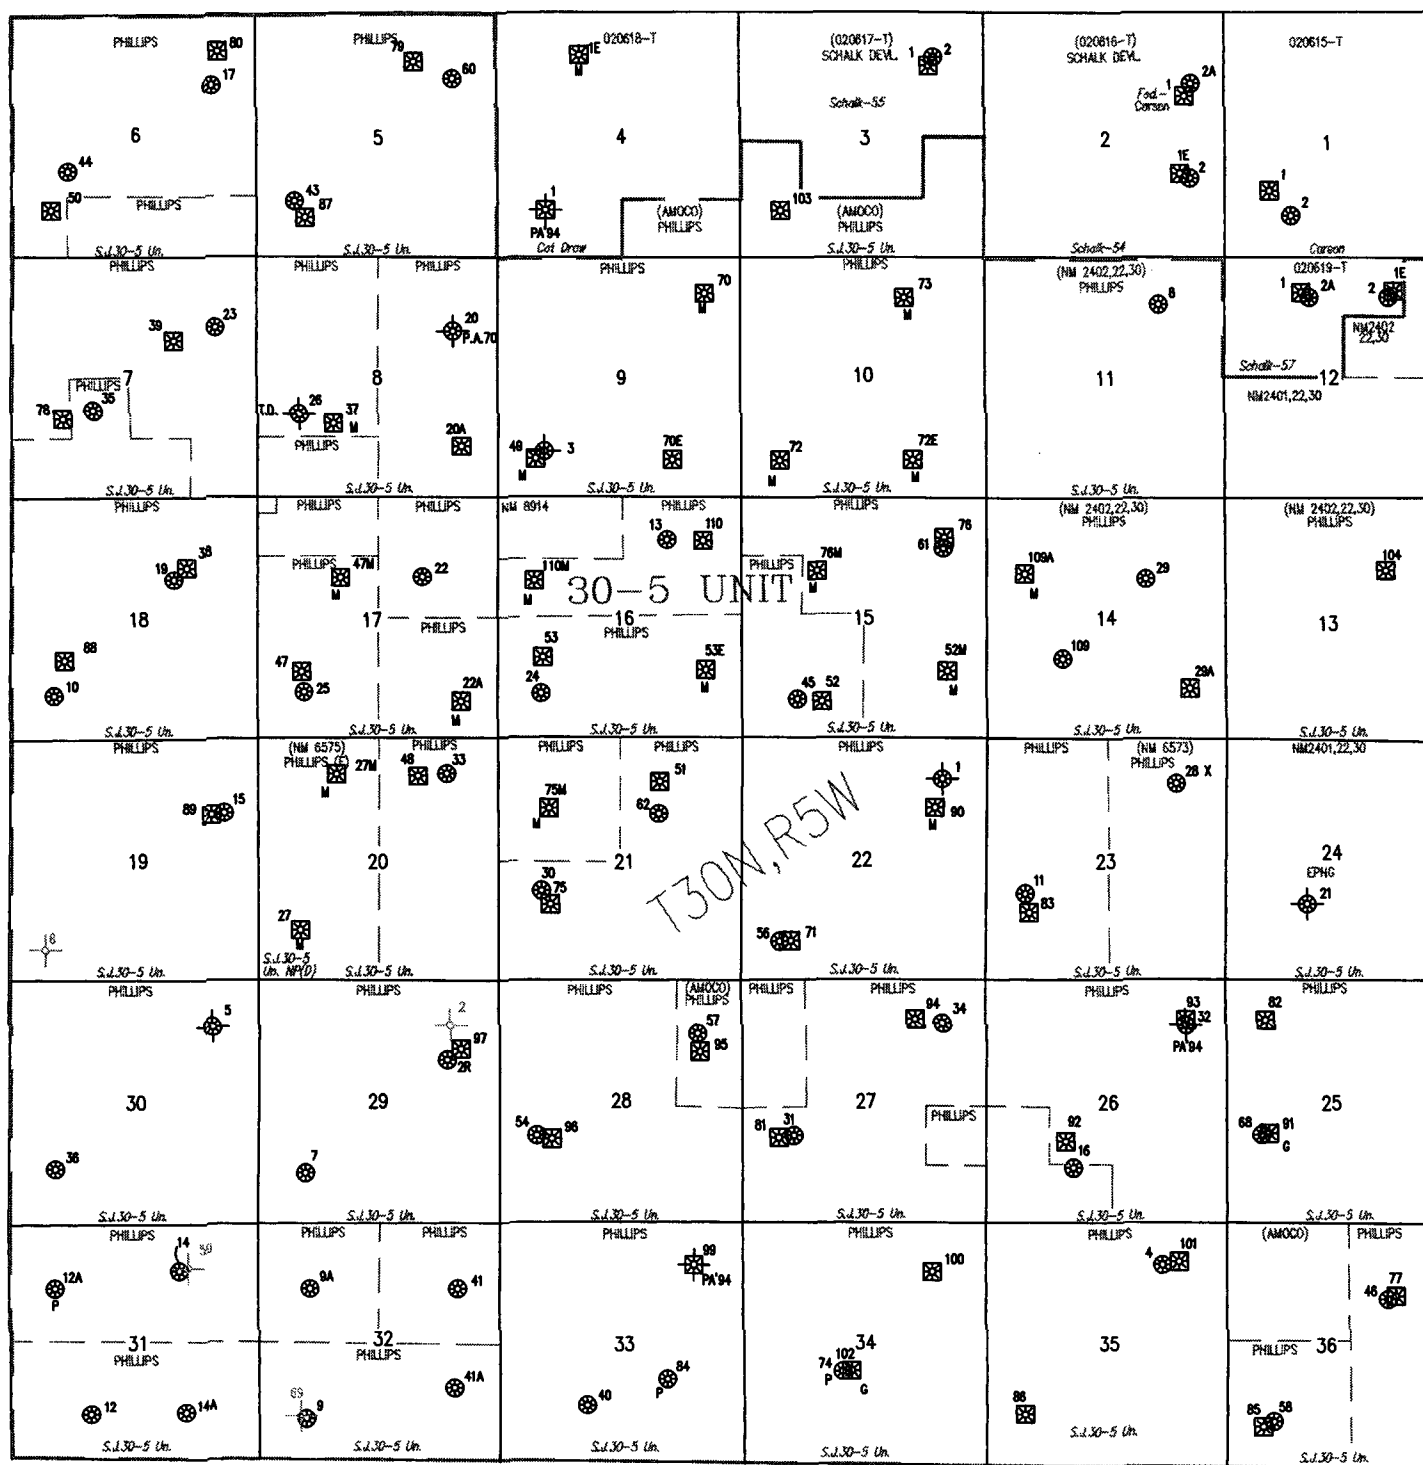 PHILLIPS
80
17
6
44
50
PHILLIPS
S.J.30-5 Un.
PHILLIPS
79
60
5
43
87
S.J.30-5 Un.
020618-T
1E
M
4
1
PA'94
Cat Draw
(AMOCO)
PHILLIPS
(020617-T)
SCHALK DEVL.
1
2
Schalk-55
3
103
(AMOCO)
PHILLIPS
S.J.30-5 Un.
(020616-T)
SCHALK DEVL.
2A
1
Fed.-
Carson
2
1E
2
Schalk-54
020615-T
1
1
2
Carson
PHILLIPS
23
39
7
PHILLIPS
78
35
S.J.30-5 Un.
PHILLIPS
PHILLIPS
20
P.A.70
8
T.D.
26
37
M
PHILLIPS
20A
S.J.30-5 Un.
70
M
9
49
3
M
70E
S.J.30-5 Un.
PHILLIPS
73
M
10
72
M
72E
M
S.J.30-5 Un.
(NM 2402,22,30)
PHILLIPS
8
11
S.J.30-5 Un.
020619-T
1
2A
2
1E
NM2402
22,30
Schalk-57
12
NM2401,22,30
PHILLIPS
38
19
18
88
10
S.J.30-5 Un.
PHILLIPS
PHILLIPS
PHILLIPS
47M
M
22
17
PHILLIPS
47
25
22A
M
S.J.30-5 Un.
NM 8914
PHILLIPS
13
110
110M
M
30-5 UNIT
16
PHILLIPS
53
24
53E
M
S.J.30-5 Un.
PHILLIPS
76
61
PHILLIPS
76M
M
15
52M
M
45
52
S.J.30-5 Un.
(NM 2402,22,30)
PHILLIPS
109A
M
29
14
109
29A
S.J.30-5 Un.
(NM 2402,22,30)
PHILLIPS
104
13
S.J.30-5 Un.
PHILLIPS
89
15
19
6
S.J.30-5 Un.
(NM 6575)
PHILLIPS (E)
27M
M
PHILLIPS
48
33
20
27
M
S.J.30-5
Un. NP(D)
S.J.30-5 Un.
PHILLIPS
51
75M
M
62
21
30
75
S.J.30-5 Un.
PHILLIPS
1
90
M
22
T30N,R5W
56
71
S.J.30-5 Un.
PHILLIPS
(NM 6573)
PHILLIPS
28 X
23
11
83
S.J.30-5 Un.
NM2401,22,30
24
EPNG
21
S.J.30-5 Un.
PHILLIPS
5
30
36
S.J.30-5 Un.
PHILLIPS
2
97
2R
29
7
S.J.30-5 Un.
PHILLIPS
(AMOCO)
PHILLIPS
57
95
28
54
96
S.J.30-5 Un.
PHILLIPS
PHILLIPS
94
34
27
81
31
PHILLIPS
S.J.30-5 Un.
PHILLIPS
93
32
PA'94
26
92
16
S.J.30-5 Un.
PHILLIPS
82
25
68
91
G
S.J.30-5 Un.
PHILLIPS
14
12A
P
31
PHILLIPS
12
14A
S.J.30-5 Un.
PHILLIPS
PHILLIPS
9A
41
32
41A
69
9
S.J.30-5 Un.
PHILLIPS
99
PA'94
33
84
P
40
S.J.30-5 Un.
PHILLIPS
100
34
102
74
P
G
S.J.30-5 Un.
PHILLIPS
4
101
35
86
S.J.30-5 Un.
(AMOCO)
PHILLIPS
77
46
PHILLIPS
36
85
58
S.J.30-5 Un.